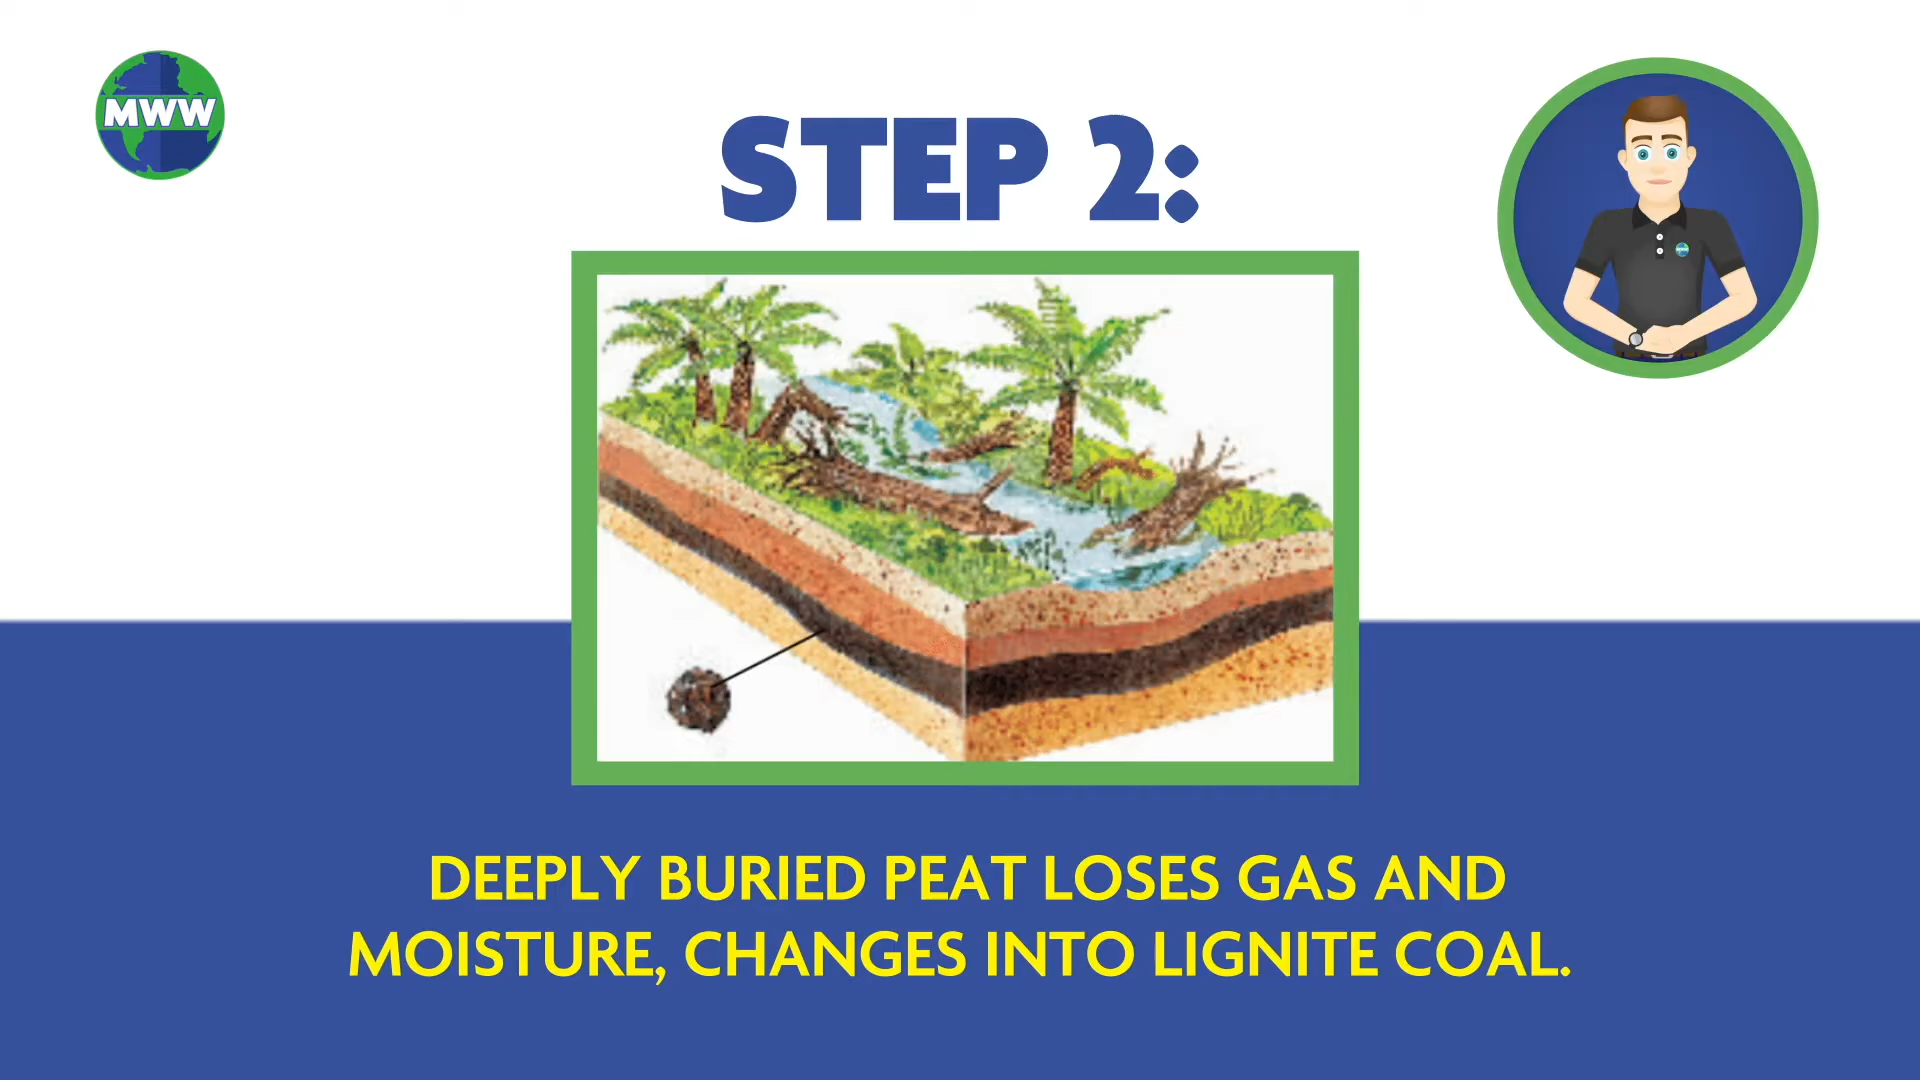 MWW
STEP 2:
DEEPLY BURIED PEAT LOSES GAS AND
MOISTURE, CHANGES INTO LIGNITE COAL.